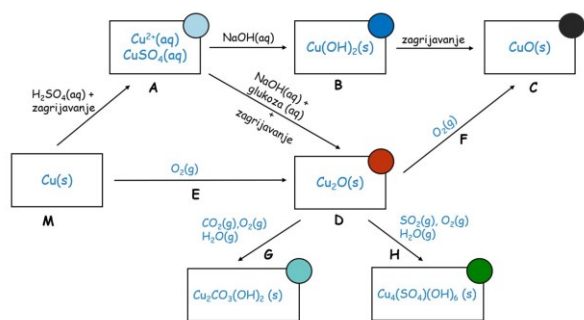 Cu²⁺(aq)
CuSO₄(aq)
A
NaOH(aq)
Cu(OH)₂(s)
B
zagrijavanje
CuO(s)
C
H₂SO₄(aq) +
zagrijavanje
NaOH(aq) +
glukoza (aq)
+
zagrijavanje
O₂(g)
F
Cu(s)
M
O₂(g)
E
Cu₂O(s)
D
CO₂(g),O₂(g)
H₂O(g)
G
SO₂(g), O₂(g)
H₂O(g)
H
Cu₂CO₃(OH)₂ (s)
Cu₄(SO₄)(OH)₆ (s)